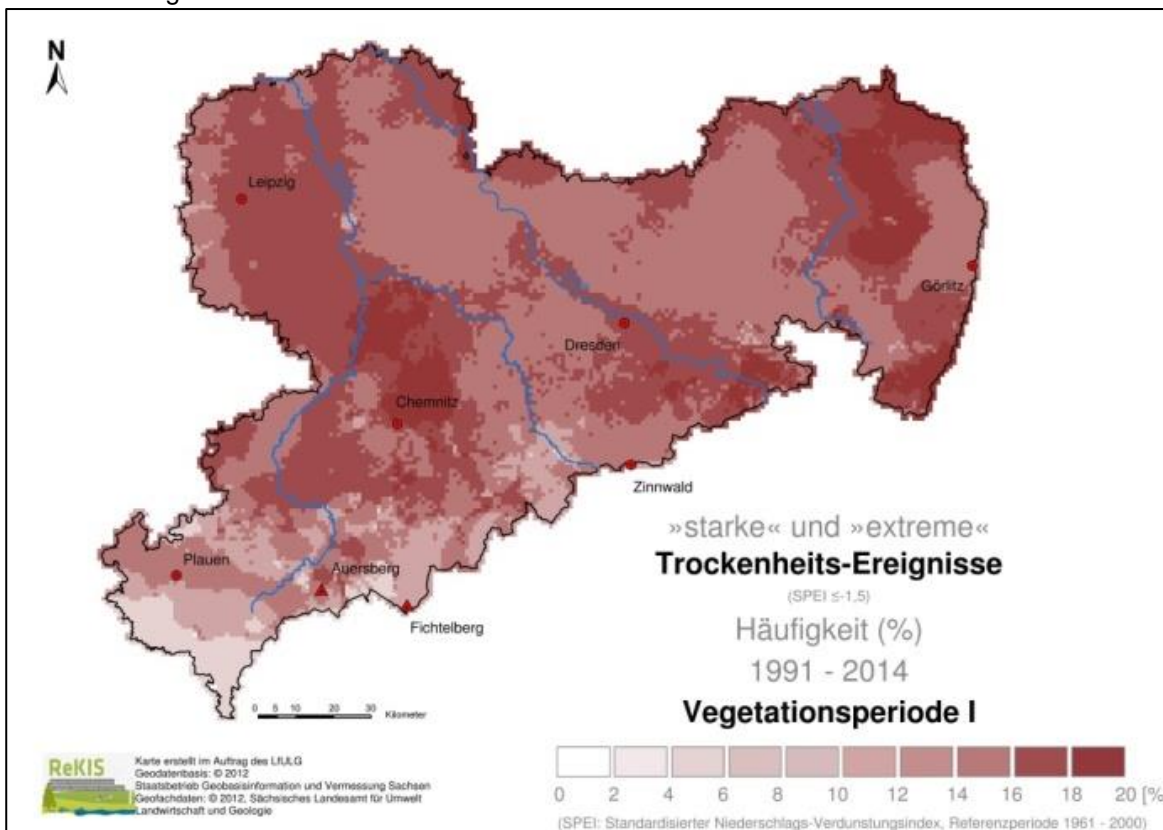 N
Leipzig
Görlitz
Dresden
Chemnitz
Zinnwald
Plauen
Auersberg
Fichtelberg
»starke« und »extreme«
Trockenheits-Ereignisse
(SPEI ≤-1,5)
Häufigkeit (%)
1991 - 2014
Vegetationsperiode I
0 5 10 20 30
Kilometer
ReKIS
Karte erstellt im Auftrag des LfULG
Geodatenbasis: © 2012
Staatsbetrieb Geobasisinformation und Vermessung Sachsen
Geofachdaten: © 2012, Sächsisches Landesamt für Umwelt
Landwirtschaft und Geologie
0 2 4 6 8 10 12 14 16 18 20 [%
(SPEI: Standardisierter Niederschlags-Verdunstungsindex, Referenzperiode 1961 - 2000)